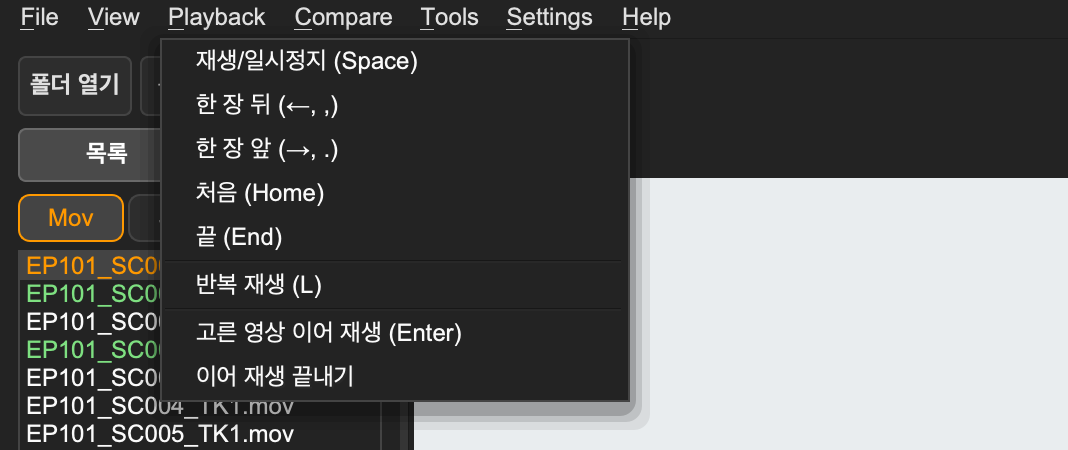 File View Playback Compare Tools Settings Help
폴더 열기
목록
Mov
재생/일시정지 (Space)
한 장 뒤 (←, ,)
한 장 앞 (→, .)
처음 (Home)
끝 (End)
반복 재생 (L)
고른 영상 이어 재생 (Enter)
이어 재생 끝내기
EP101_SC00
EP101_SC00
EP101_SC00
EP101_SC00
EP101_SC00
EP101_SC004_TK1.mov
EP101_SC005_TK1.mov